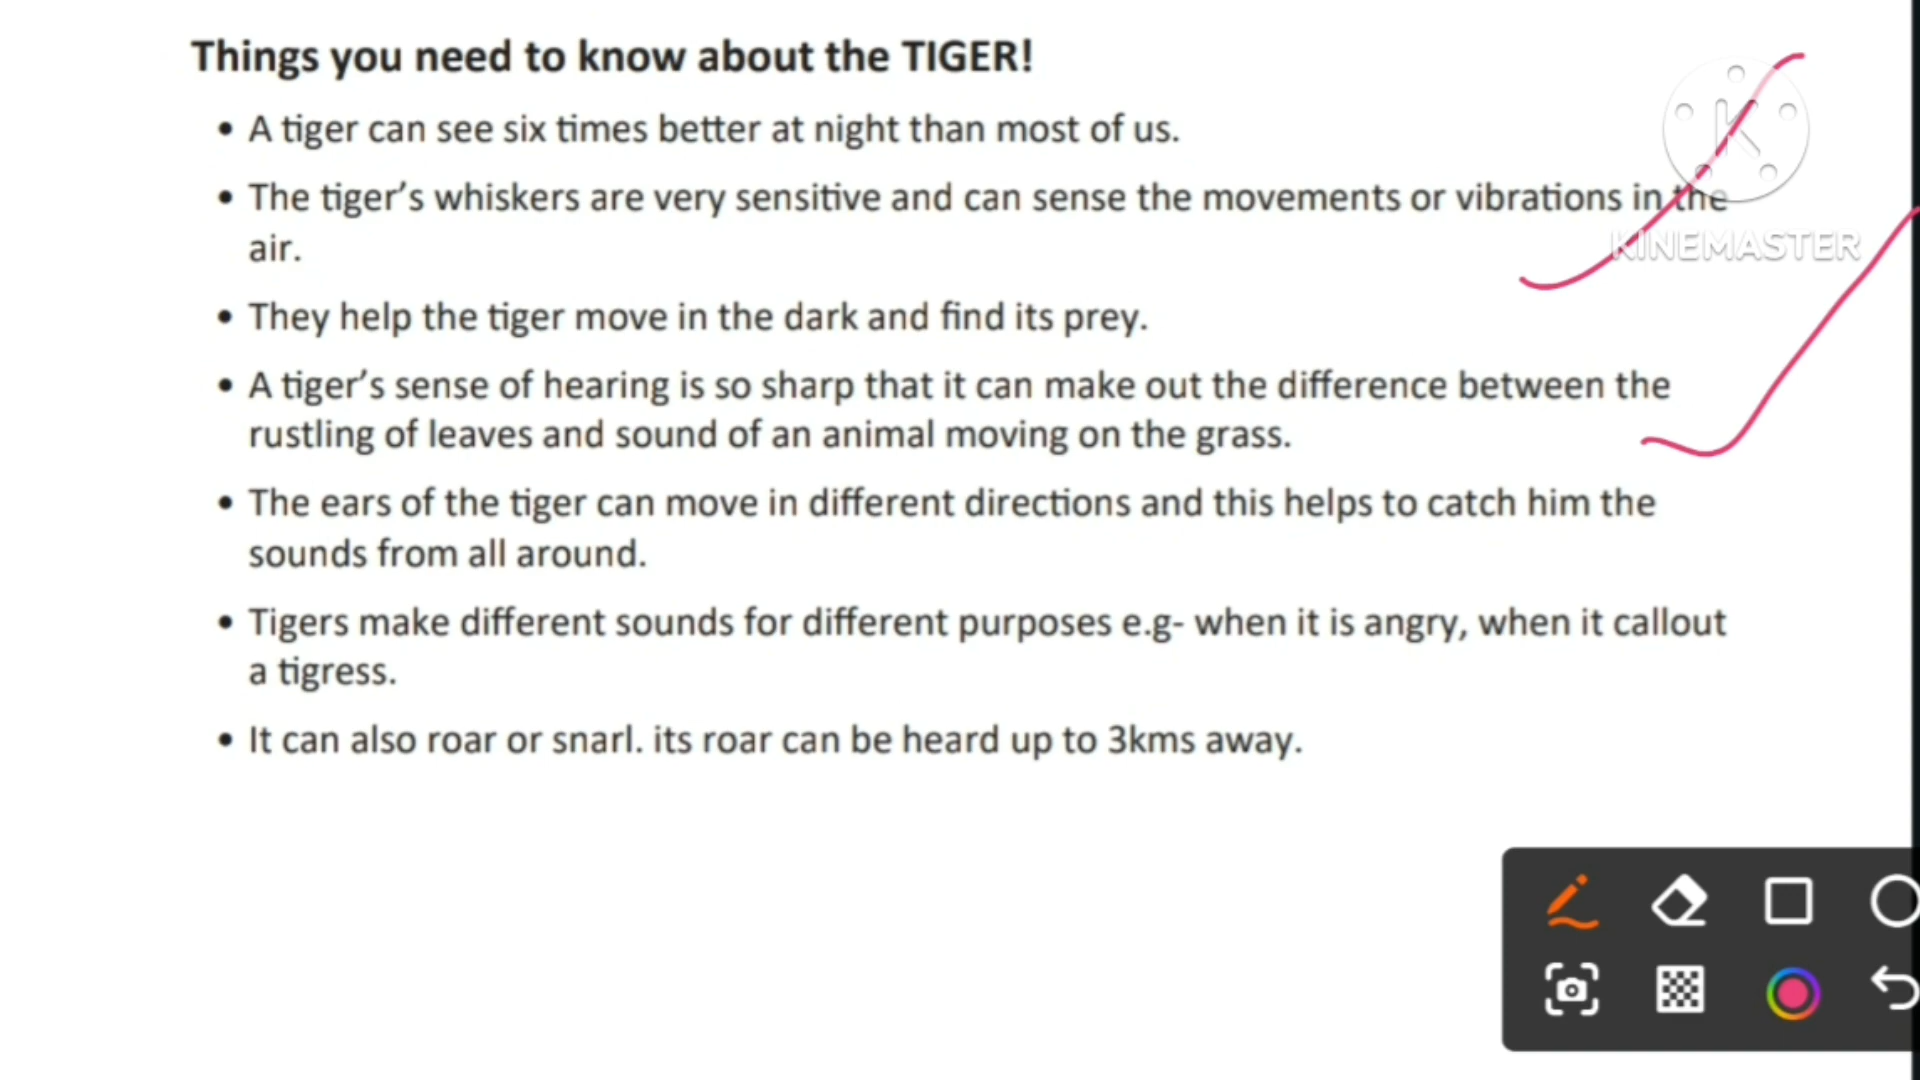 Things you need to know about the TIGER!
• A tiger can see six times better at night than most of us.
• The tiger’s whiskers are very sensitive and can sense the movements or vibrations in the
air.
• They help the tiger move in the dark and find its prey.
• A tiger’s sense of hearing is so sharp that it can make out the difference between the
rustling of leaves and sound of an animal moving on the grass.
• The ears of the tiger can move in different directions and this helps to catch him the
sounds from all around.
• Tigers make different sounds for different purposes e.g- when it is angry, when it callout
a tigress.
• It can also roar or snarl. its roar can be heard up to 3kms away.
K
KINEMASTER